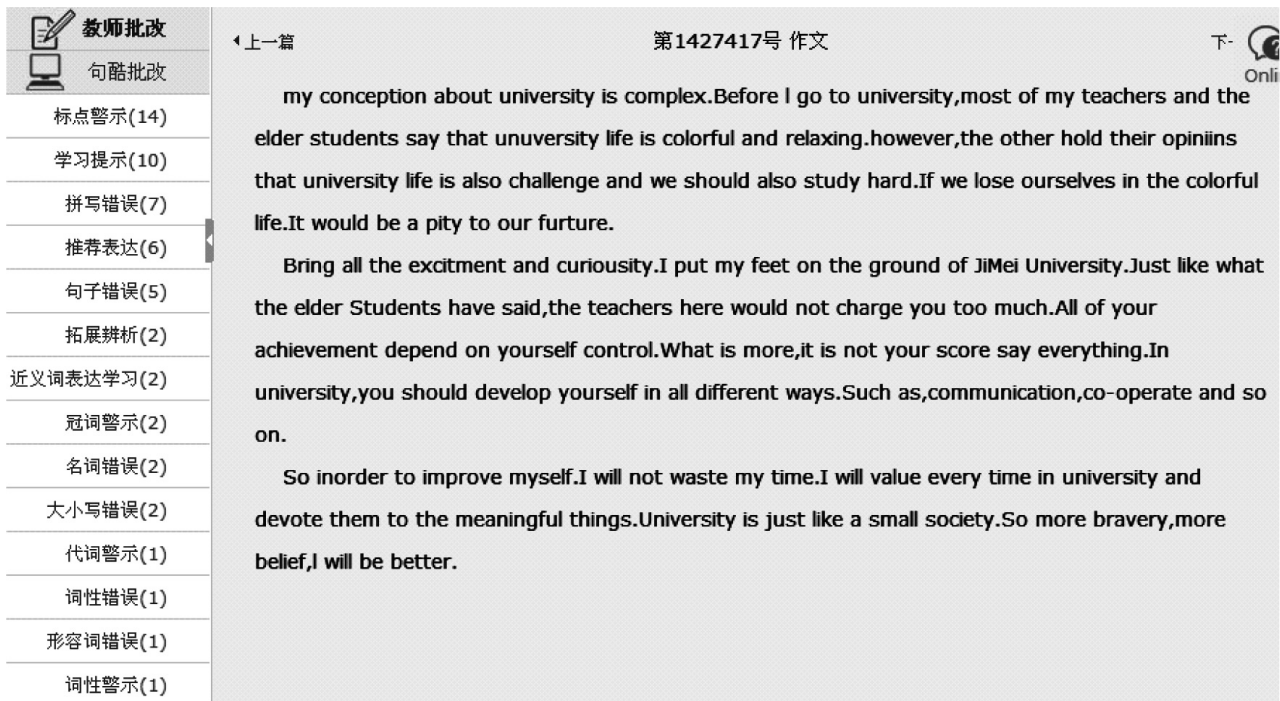 教师批改
句酷批改
标点警示(14)
学习提示(10)
拼写错误(7)
推荐表达(6)
句子错误(5)
拓展辨析(2)
近义词表达学习(2)
冠词警示(2)
名词错误(2)
大小写错误(2)
代词警示(1)
词性错误(1)
形容词错误(1)
词性警示(1)
上一篇
第1427417号 作文
下-
Onli
my conception about university is complex.Before I go to university,most of my teachers and the
elder students say that unuversity life is colorful and relaxing.however,the other hold their opiniins
that university life is also challenge and we should also study hard.If we lose ourselves in the colorful
life.It would be a pity to our furture.
Bring all the excitment and curiousity.I put my feet on the ground of JiMei University.Just like what
the elder Students have said,the teachers here would not charge you too much.All of your
achievement depend on yourself control.What is more,it is not your score say everything.In
university,you should develop yourself in all different ways.Such as,communication,co-operate and so
on.
So inorder to improve myself.I will not waste my time.I will value every time in university and
devote them to the meaningful things.University is just like a small society.So more bravery,more
belief,I will be better.